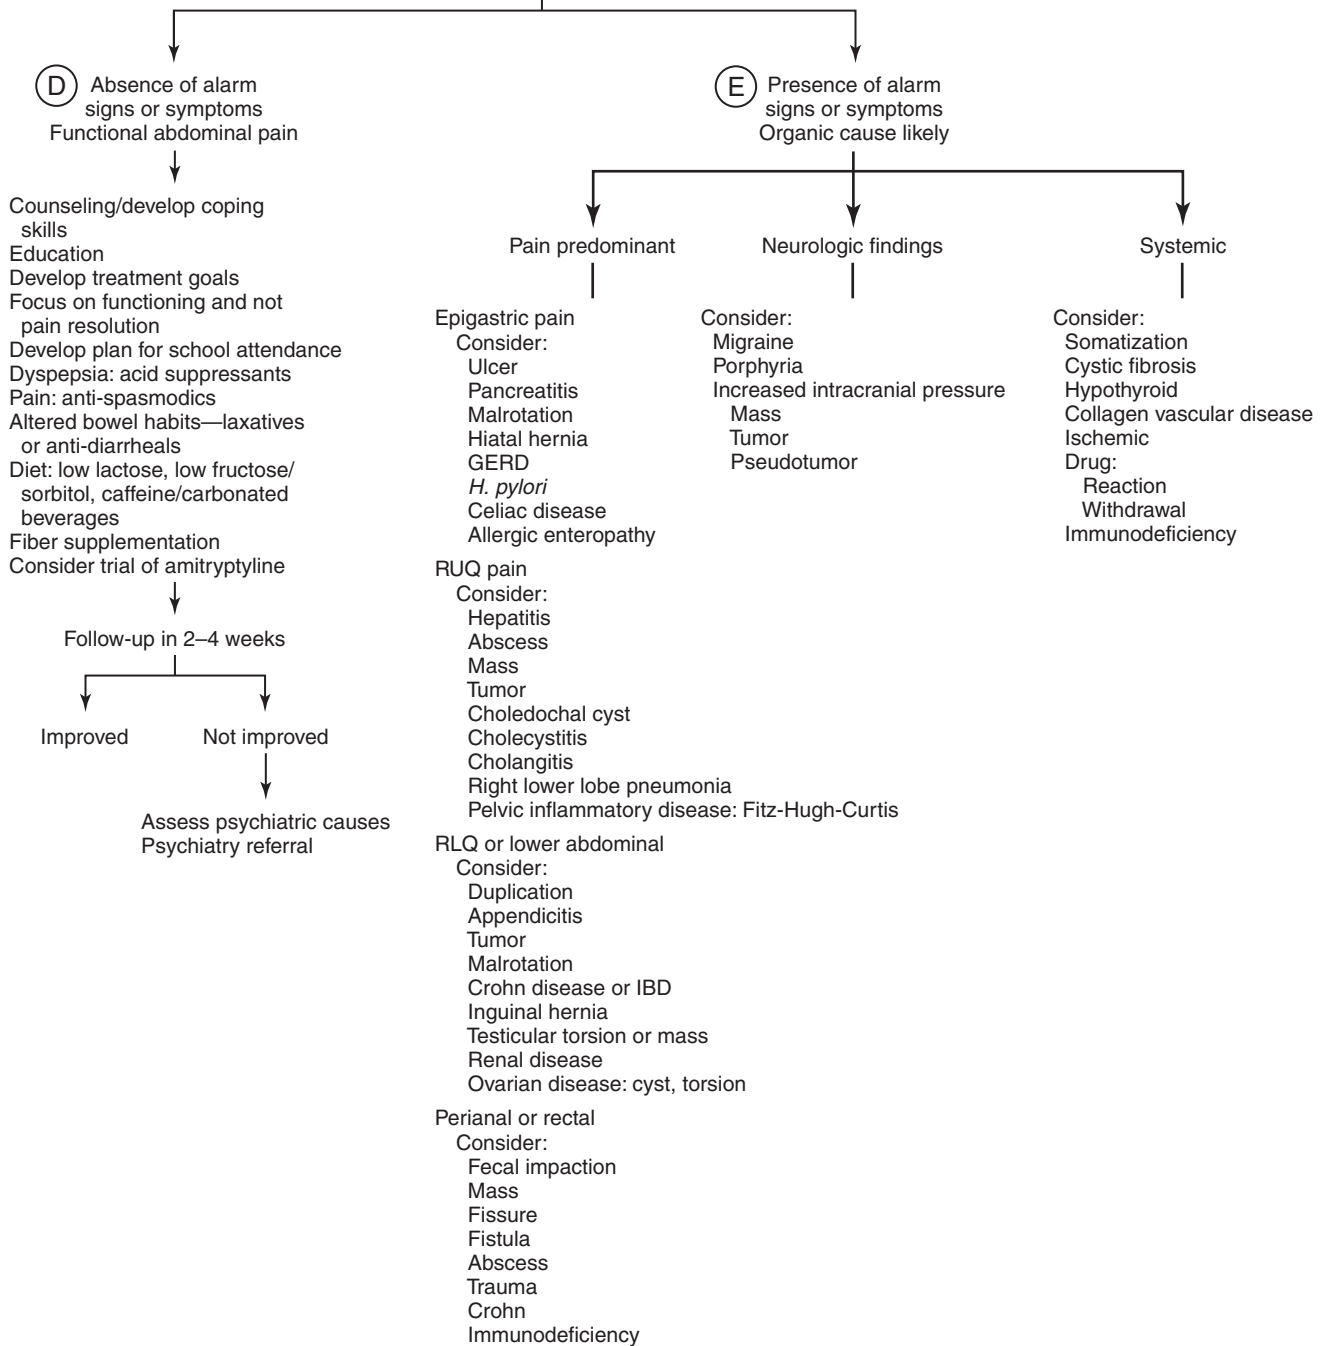 D
Absence of alarm
signs or symptoms
Functional abdominal pain
Counseling/develop coping
skills
Education
Develop treatment goals
Focus on functioning and not
pain resolution
Develop plan for school attendance
Dyspepsia: acid suppressants
Pain: anti-spasmodics
Altered bowel habits—laxatives
or anti-diarrheals
Diet: low lactose, low fructose/
sorbitol, caffeine/carbonated
beverages
Fiber supplementation
Consider trial of amitryptyline
Follow-up in 2–4 weeks
Improved
Not improved
Assess psychiatric causes
Psychiatry referral
E
Presence of alarm
signs or symptoms
Organic cause likely
Pain predominant
Epigastric pain
Consider:
Ulcer
Pancreatitis
Malrotation
Hiatal hernia
GERD
H. pylori
Celiac disease
Allergic enteropathy
RUQ pain
Consider:
Hepatitis
Abscess
Mass
Tumor
Choledochal cyst
Cholecystitis
Cholangitis
Right lower lobe pneumonia
Pelvic inflammatory disease: Fitz-Hugh-Curtis
RLQ or lower abdominal
Consider:
Duplication
Appendicitis
Tumor
Malrotation
Crohn disease or IBD
Inguinal hernia
Testicular torsion or mass
Renal disease
Ovarian disease: cyst, torsion
Perianal or rectal
Consider:
Fecal impaction
Mass
Fissure
Fistula
Abscess
Trauma
Crohn
Immunodeficiency
Neurologic findings
Consider:
Migraine
Porphyria
Increased intracranial pressure
Mass
Tumor
Pseudotumor
Systemic
Consider:
Somatization
Cystic fibrosis
Hypothyroid
Collagen vascular disease
Ischemic
Drug:
Reaction
Withdrawal
Immunodeficiency